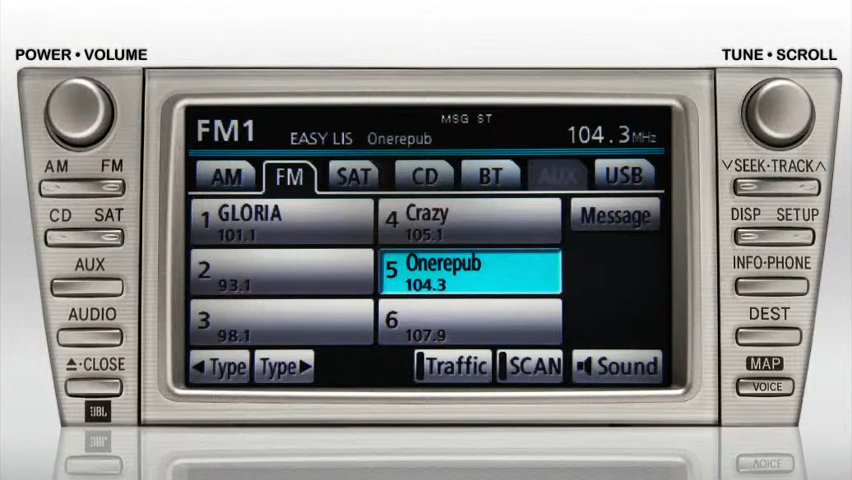 POWER • VOLUME
TUNE • SCROLL
FM1 EASY LIS Onerepub MSG ST 104.3MHz
AM FM
AM FM SAT CD BT AUX USB
∨SEEK•TRACK∧
1 GLORIA 101.1
4 Crazy 105.1
Message
CD SAT
DISP SETUP
2 93.1
5 Onerepub 104.3
AUX
INFO•PHONE
3 98.1
6 107.9
AUDIO
DEST
◀Type Type▶ Traffic SCAN Sound
⏏•CLOSE
MAP
VOICE
JBL
VOICE